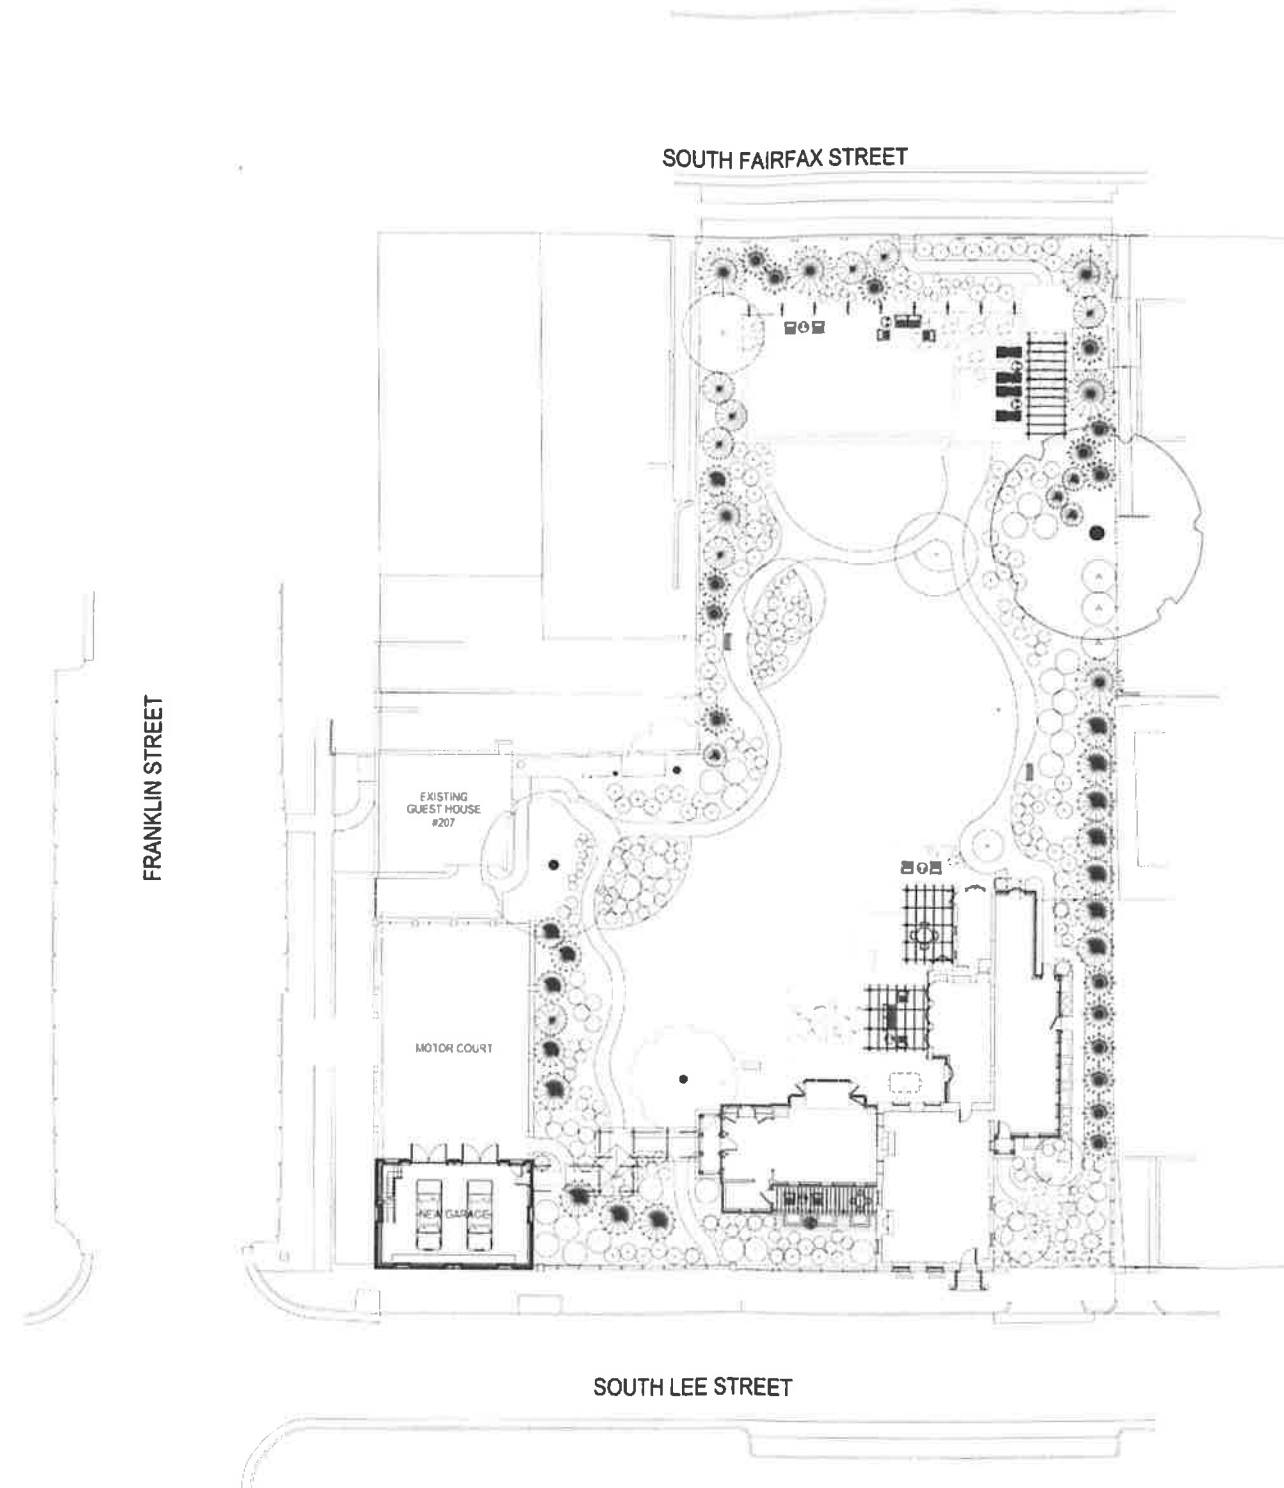 SOUTH FAIRFAX STREET
FRANKLIN STREET
EXISTING
GUEST HOUSE
#207
MOTOR COURT
NEW GARAGE
SOUTH LEE STREET